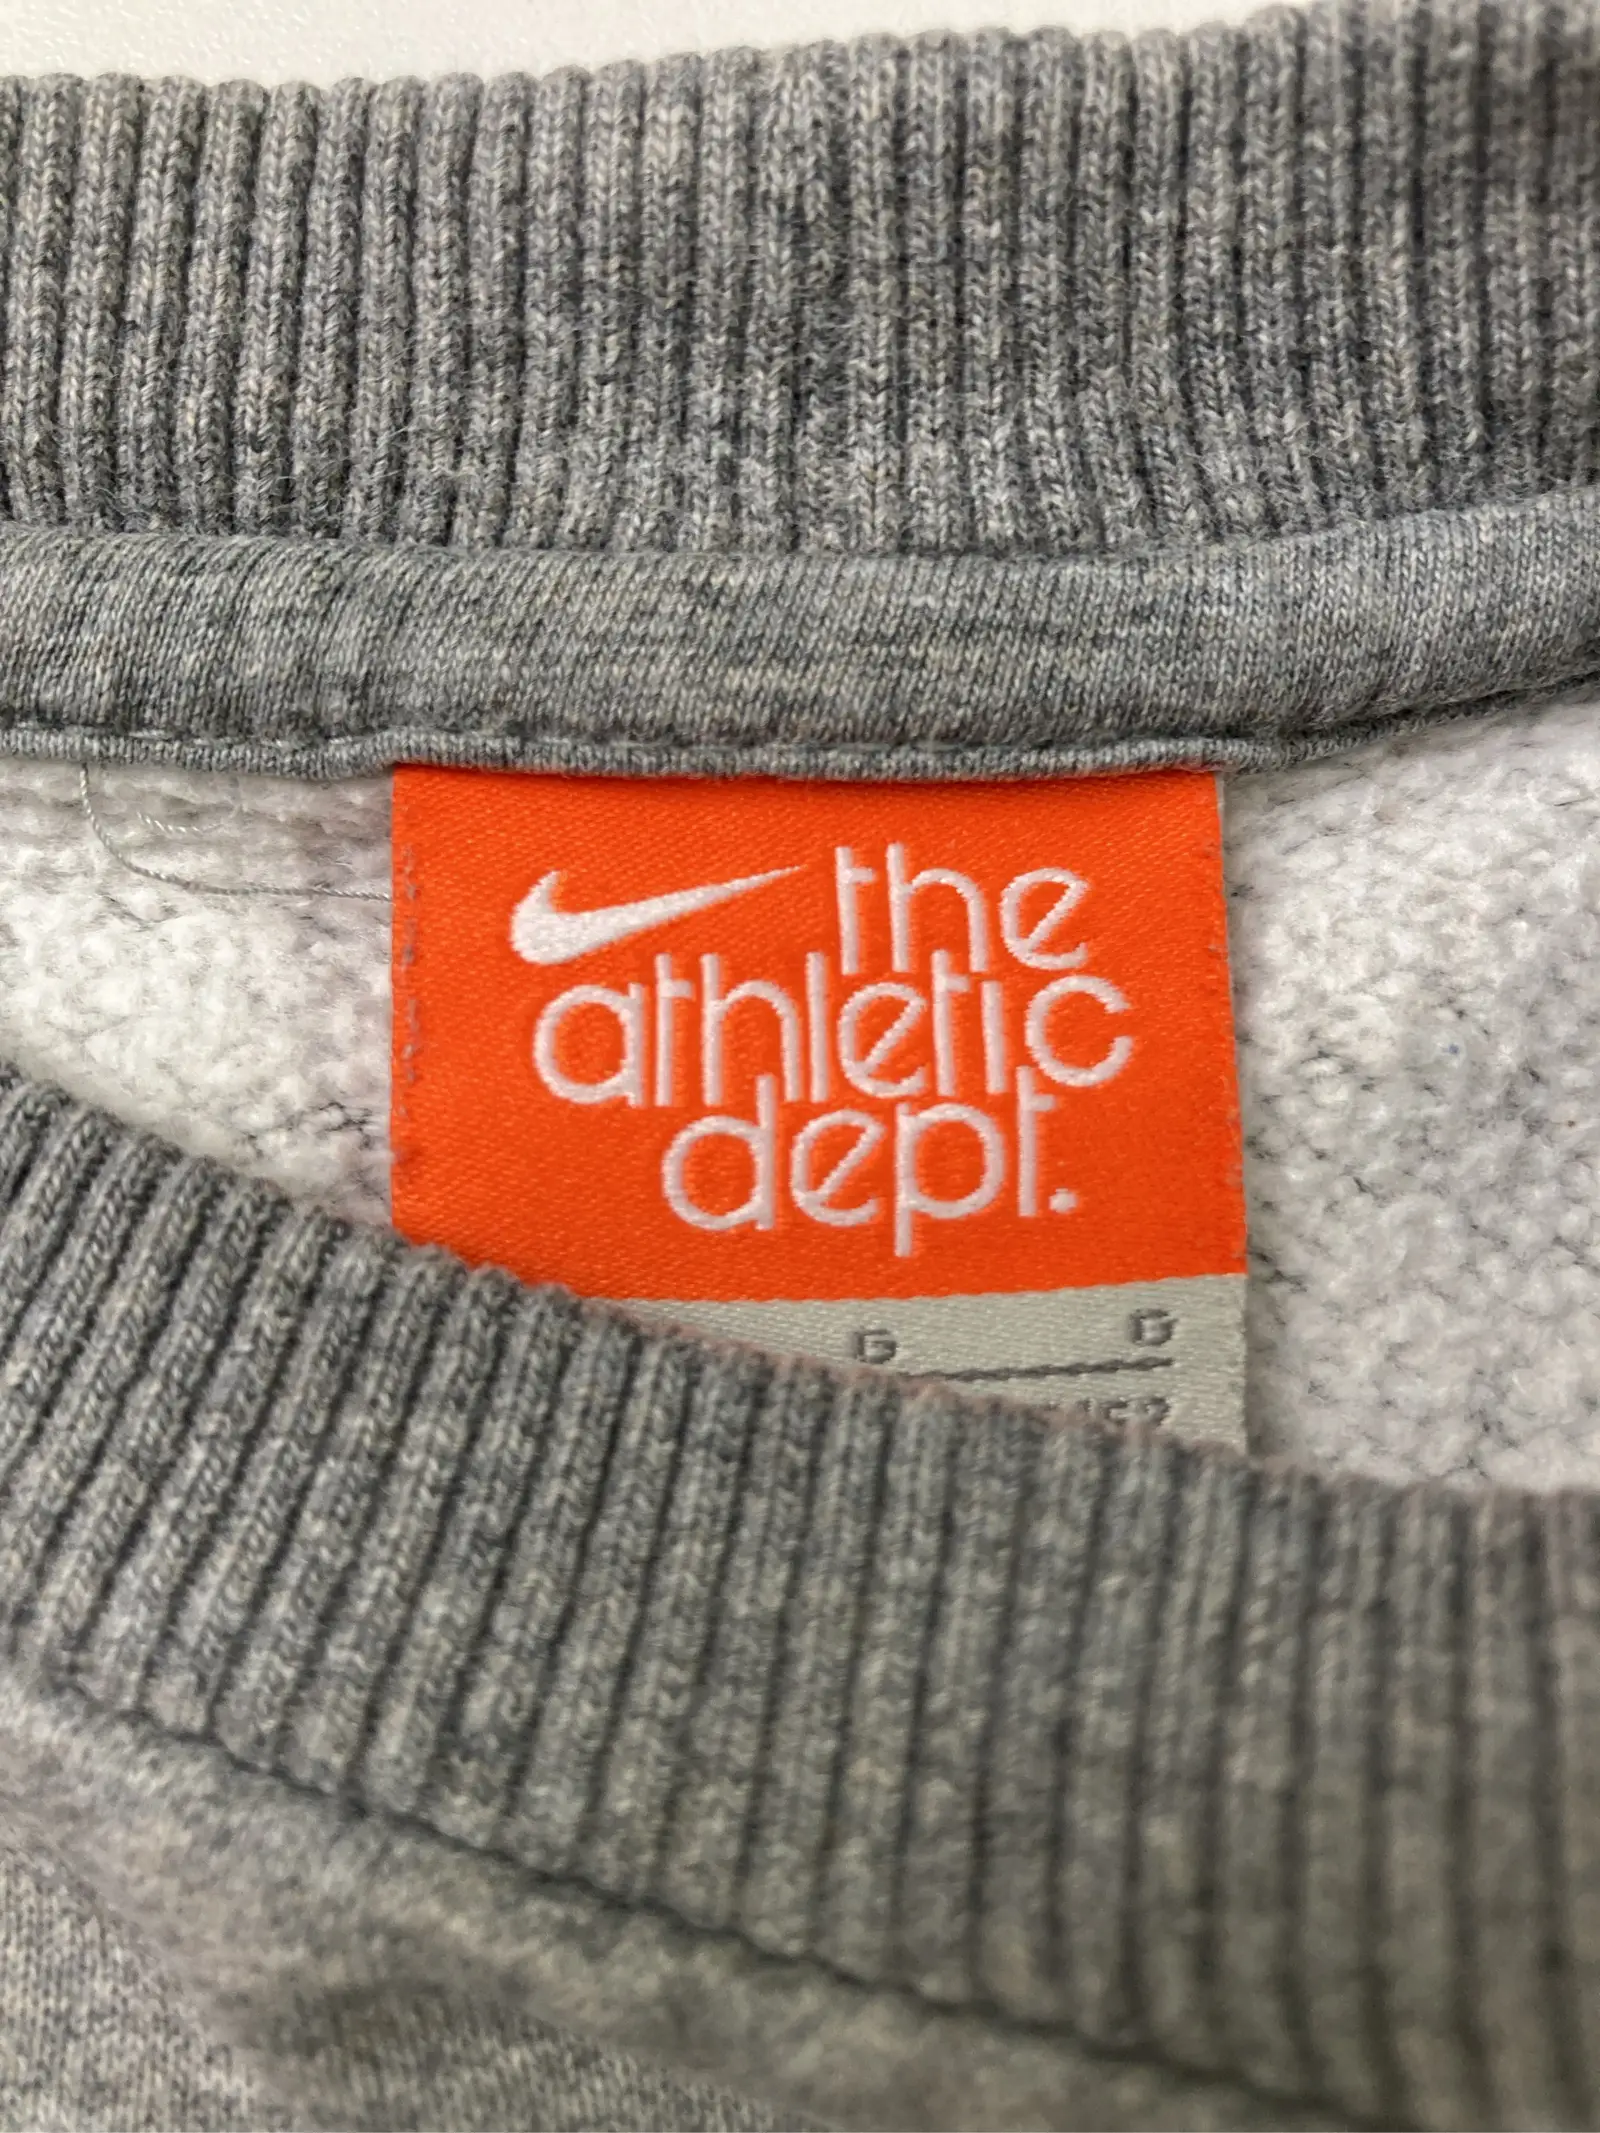 the
athletic
dept.
G G